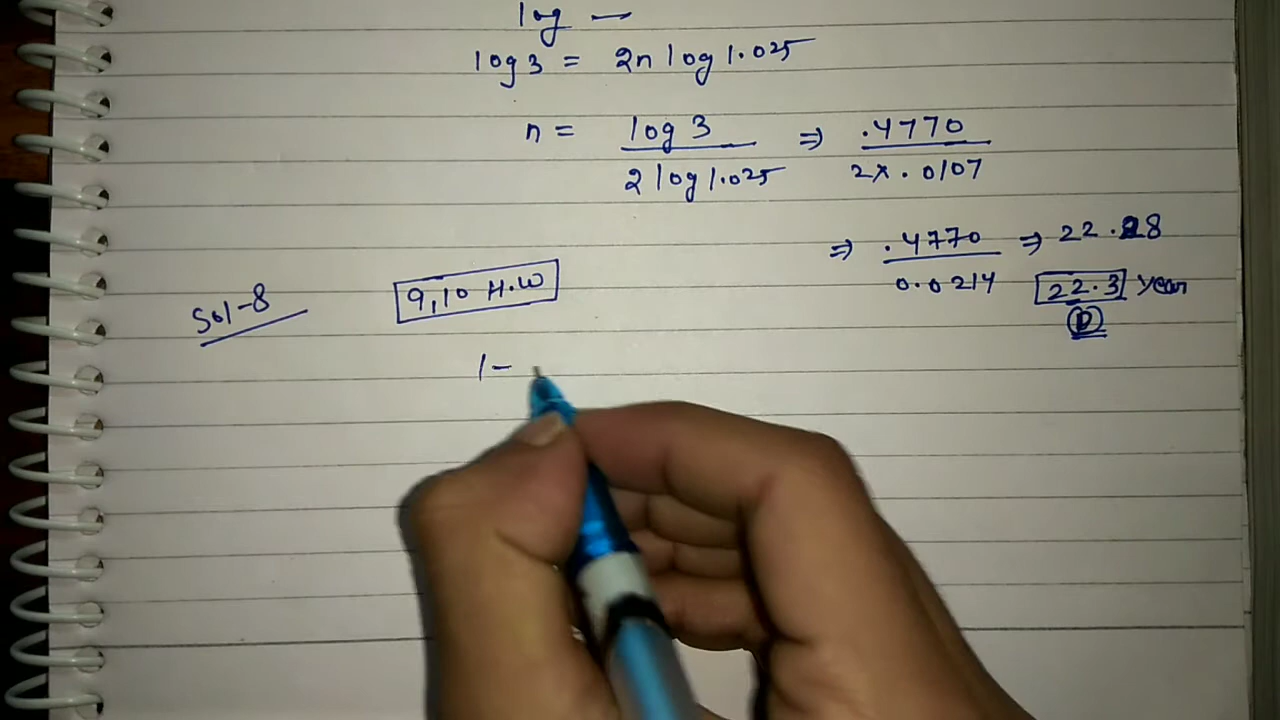 log —
log 3 = 2n log 1.025
n = log 3 / 2 log 1.025 ⇒ .4770 / 2x.0107
⇒ .4770 / 0.0214 ⇒ 22.28
22.3 year
D
Sol-8 9,10 H.W
1-